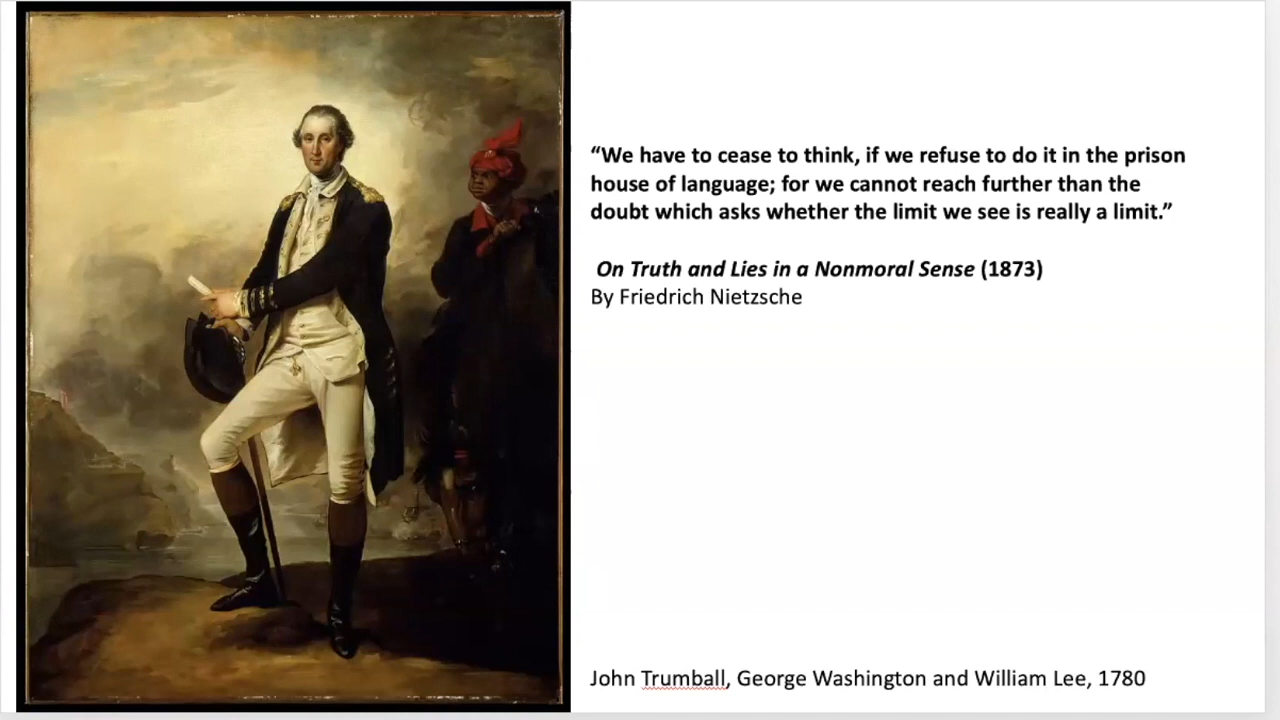 “We have to cease to think, if we refuse to do it in the prison
house of language; for we cannot reach further than the
doubt which asks whether the limit we see is really a limit.”
On Truth and Lies in a Nonmoral Sense (1873)
By Friedrich Nietzsche
John Trumball, George Washington and William Lee, 1780